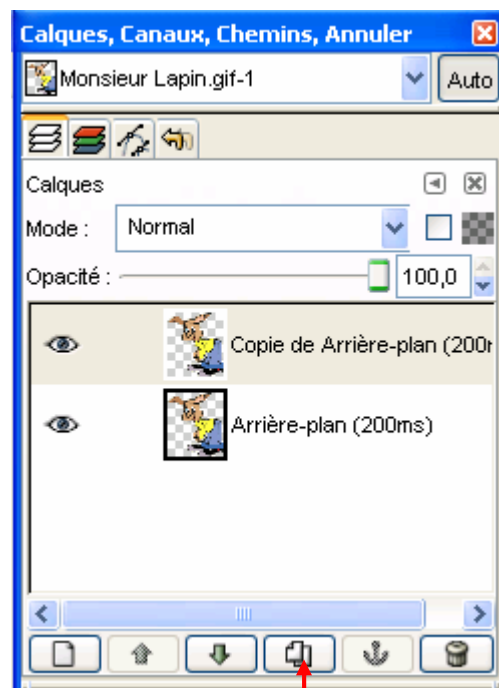 Calques, Canaux, Chemins, Annuler
Monsieur Lapin.gif-1
Auto
Calques
Mode : Normal
Opacité : 100,0
Copie de Arrière-plan (200
Arrière-plan (200ms)